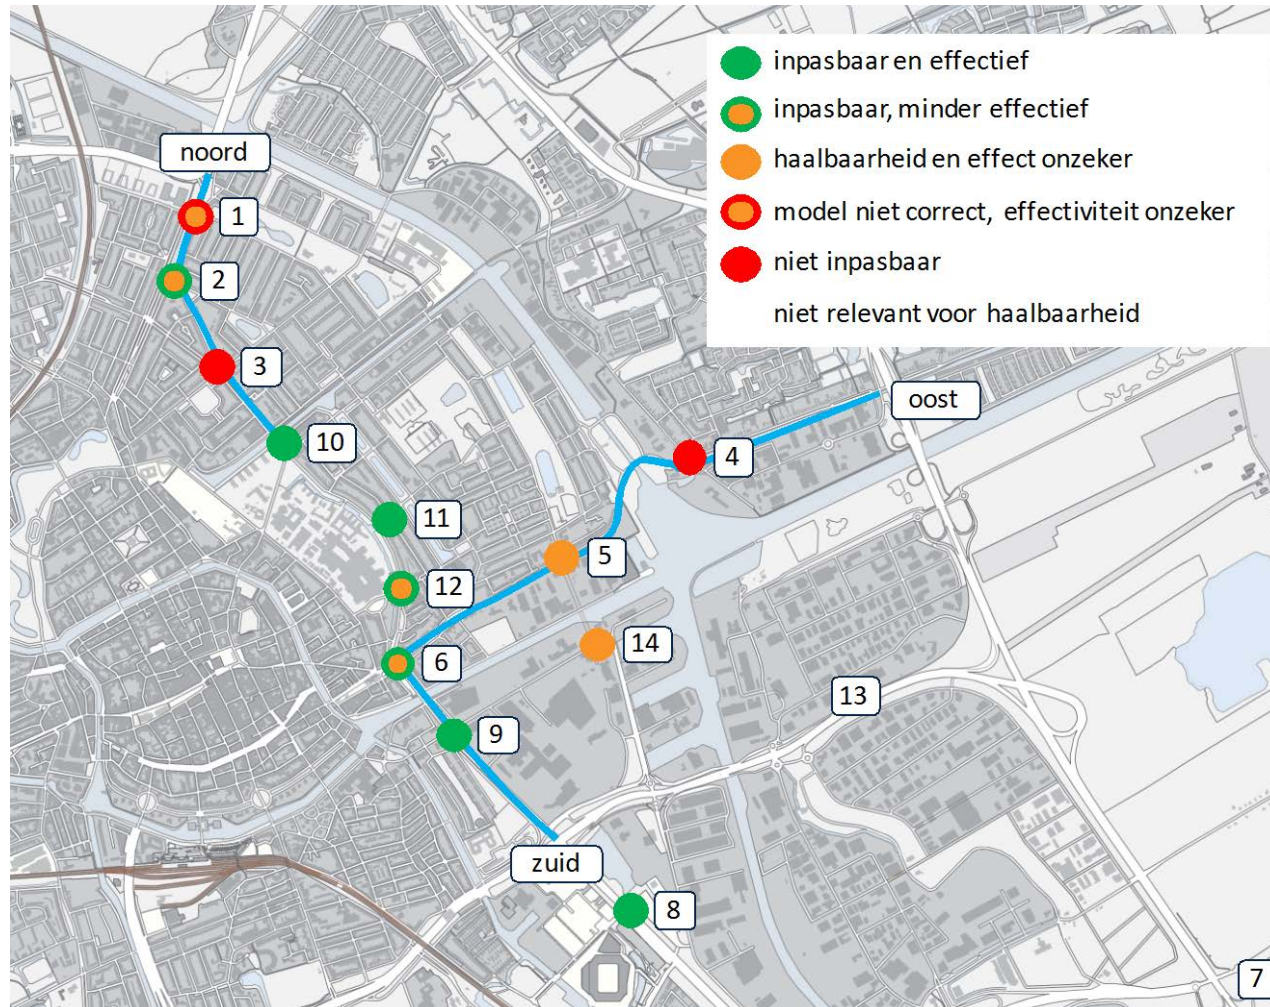 inpasbaar en effectief
inpasbaar, minder effectief
haalbaarheid en effect onzeker
model niet correct, effectiviteit onzeker
niet inpasbaar
niet relevant voor haalbaarheid
noord
1
2
3
10
oost
4
11
5
12
14
6
13
9
zuid
8
7